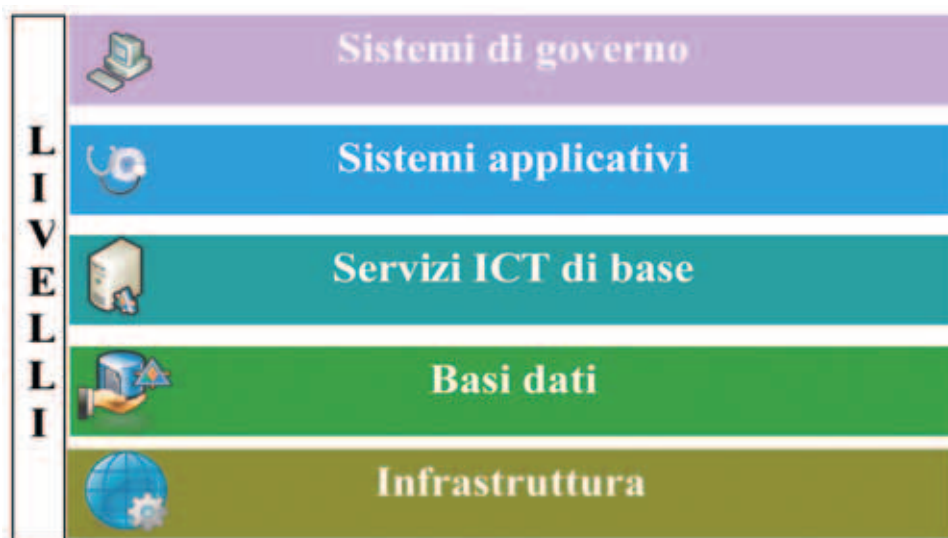 LIVELLI
Sistemi di governo
Sistemi applicativi
Servizi ICT di base
Basi dati
Infrastruttura